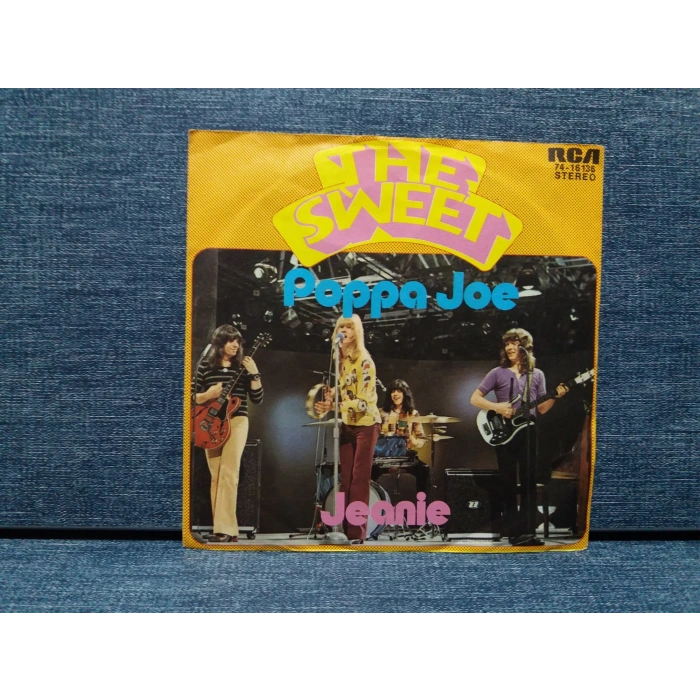 THE
SWEET
RCA
74-16136
STEREO
Poppa Joe
Jeanie